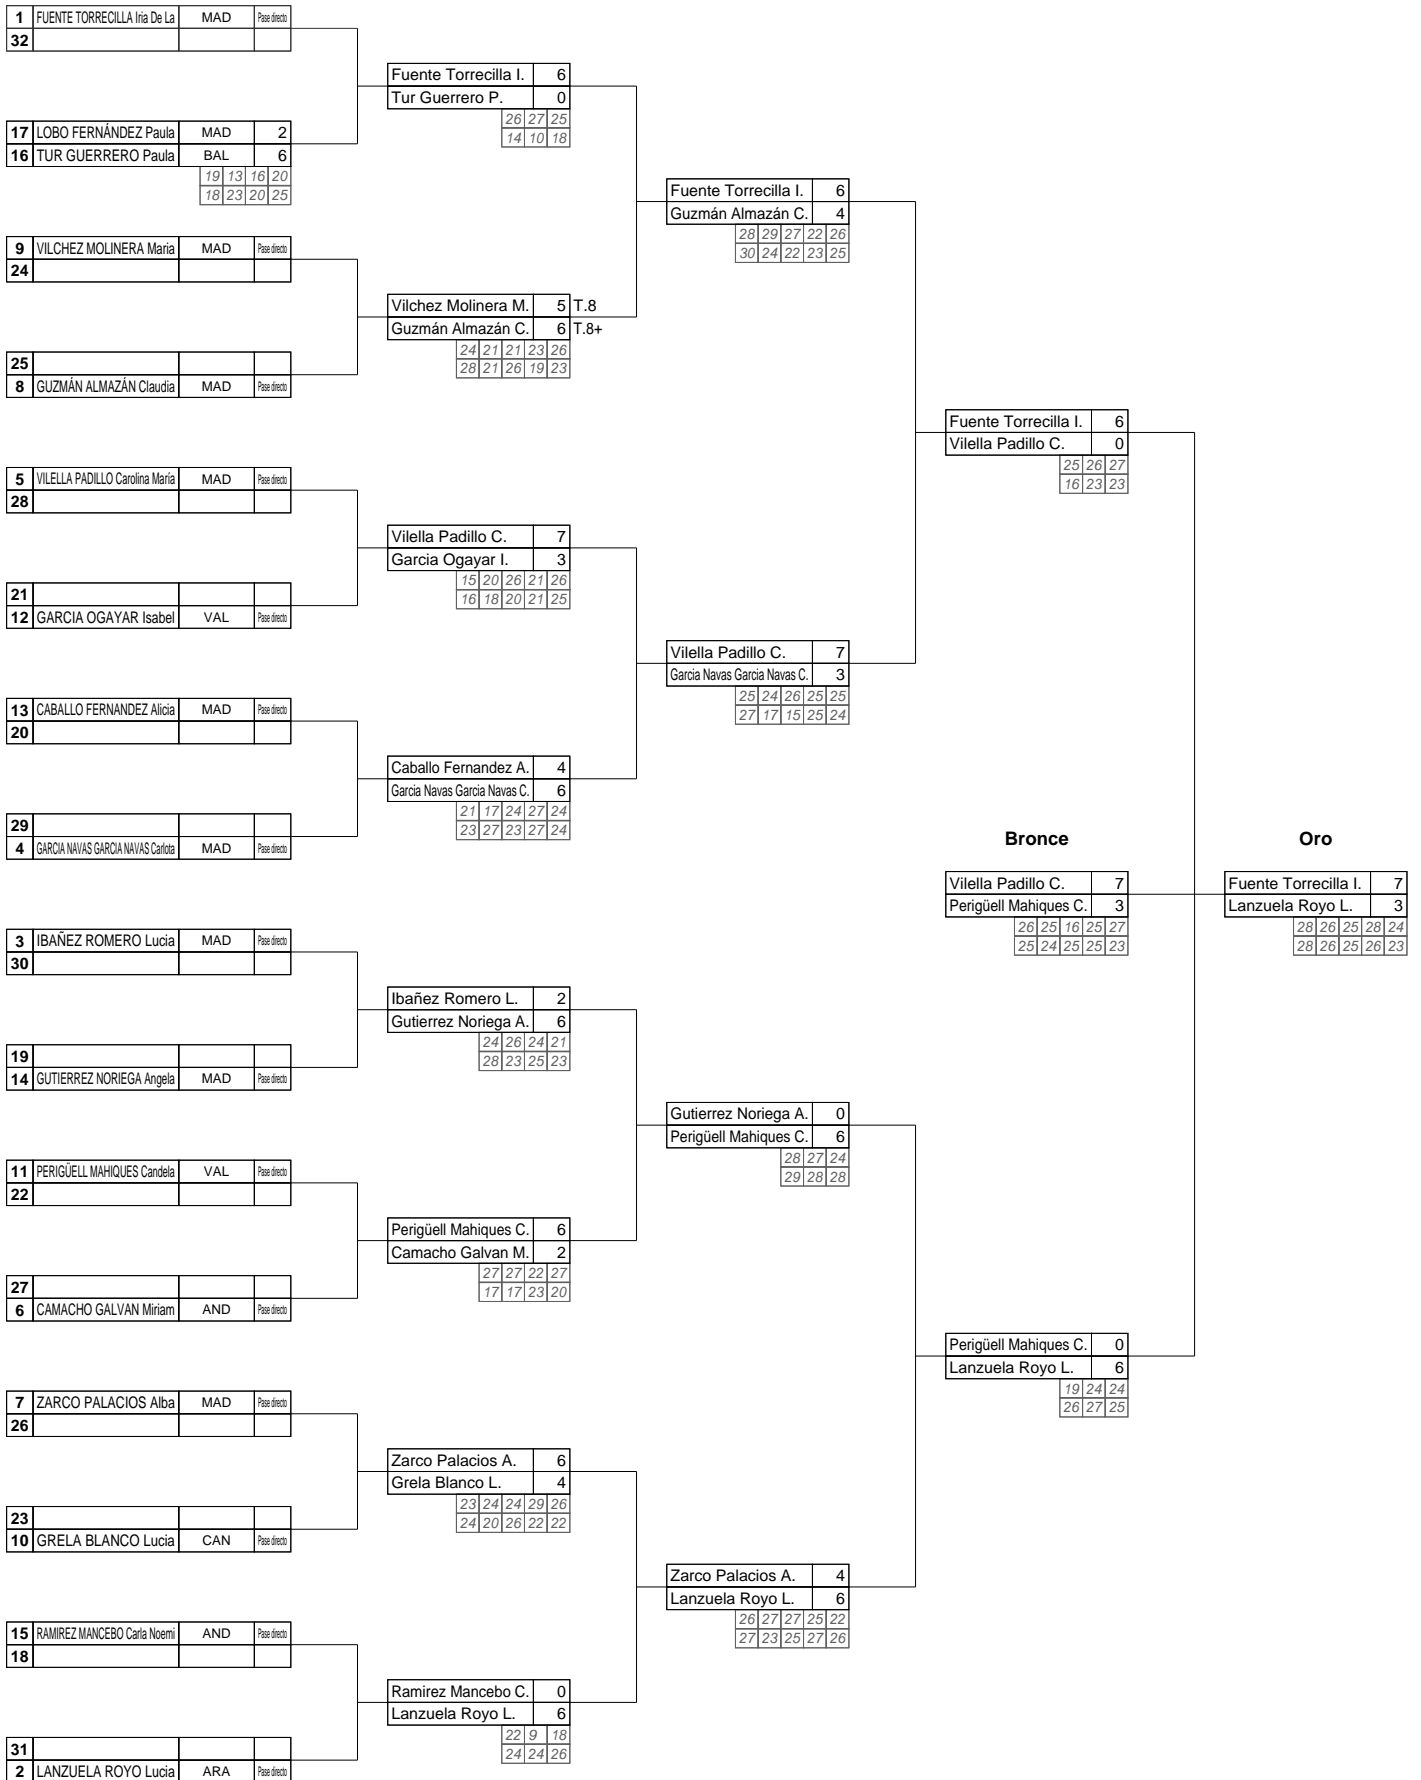 1 FUENTE TORRECILLA Iria De La MAD Pase directo
32
Fuente Torrecilla I. 6
Tur Guerrero P. 0
26 27 25
14 10 18
17 LOBO FERNÁNDEZ Paula MAD 2
16 TUR GUERRERO Paula BAL 6
19 13 16 20
18 23 20 25
Fuente Torrecilla I. 6
Guzmán Almazán C. 4
28 29 27 22 26
30 24 22 23 25
9 VILCHEZ MOLINERA Maria MAD Pase directo
24
Vilchez Molinera M. 5 T.8
Guzmán Almazán C. 6 T.8+
24 21 21 23 26
28 21 26 19 23
25
8 GUZMÁN ALMAZÁN Claudia MAD Pase directo
Fuente Torrecilla I. 6
Vilella Padillo C. 0
25 26 27
16 23 23
5 VILELLA PADILLO Carolina María MAD Pase directo
28
Vilella Padillo C. 7
Garcia Ogayar I. 3
15 20 26 21 26
16 18 20 21 25
21
12 GARCIA OGAYAR Isabel VAL Pase directo
Vilella Padillo C. 7
Garcia Navas Garcia Navas C. 3
25 24 26 25 25
27 17 15 25 24
13 CABALLO FERNANDEZ Alicia MAD Pase directo
20
Caballo Fernandez A. 4
Garcia Navas Garcia Navas C. 6
21 17 24 27 24
23 27 23 27 24
29
4 GARCIA NAVAS GARCIA NAVAS Carlota MAD Pase directo
Bronce Oro
Vilella Padillo C. 7
Perigüell Mahiques C. 3
26 25 16 25 27
25 24 25 25 23
Fuente Torrecilla I. 7
Lanzuela Royo L. 3
28 26 25 28 24
28 26 25 26 23
3 IBAÑEZ ROMERO Lucia MAD Pase directo
30
Ibañez Romero L. 2
Gutierrez Noriega A. 6
24 26 24 21
28 23 25 23
19
14 GUTIERREZ NORIEGA Angela MAD Pase directo
Gutierrez Noriega A. 0
Perigüell Mahiques C. 6
28 27 24
29 28 28
11 PERIGÜELL MAHIQUES Candela VAL Pase directo
22
Perigüell Mahiques C. 6
Camacho Galvan M. 2
27 27 22 27
17 17 23 20
27
6 CAMACHO GALVAN Miriam AND Pase directo
Perigüell Mahiques C. 0
Lanzuela Royo L. 6
19 24 24
26 27 25
7 ZARCO PALACIOS Alba MAD Pase directo
26
Zarco Palacios A. 6
Grela Blanco L. 4
23 24 24 29 26
24 20 26 22 22
23
10 GRELA BLANCO Lucia CAN Pase directo
Zarco Palacios A. 4
Lanzuela Royo L. 6
26 27 27 25 22
27 23 25 27 26
15 RAMIREZ MANCEBO Carla Noemi AND Pase directo
18
Ramirez Mancebo C. 0
Lanzuela Royo L. 6
22 9 18
24 24 26
31
2 LANZUELA ROYO Lucia ARA Pase directo